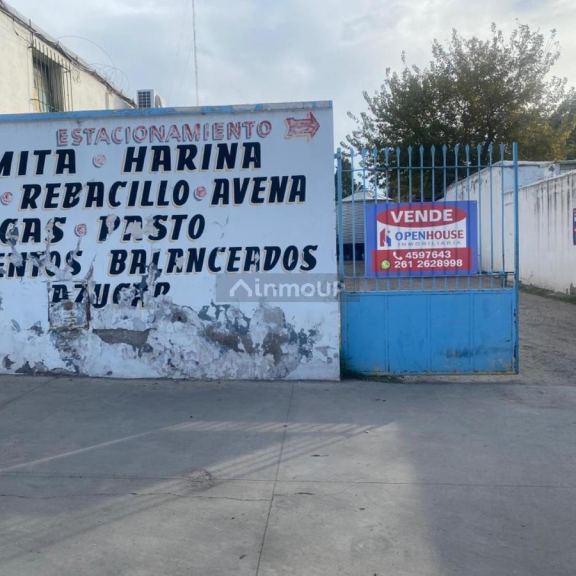 ESTACIONAMIENTO
MITA HARINA
REBACILLO AVENA
PASTO
BALANCEADOS
AZUCAR
VENDE
OPENHOUSE
INMOBILIARIA
4597643
261 2628998
inmoup